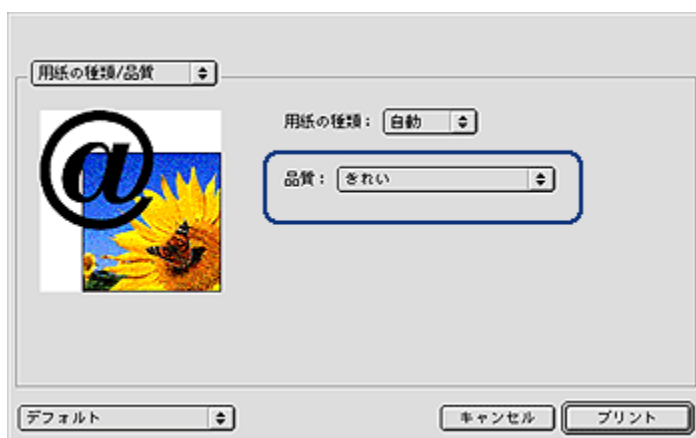 用紙の種類/品質
用紙の種類： 自動
@
品質： きれい
デフォルト
キャンセル プリント